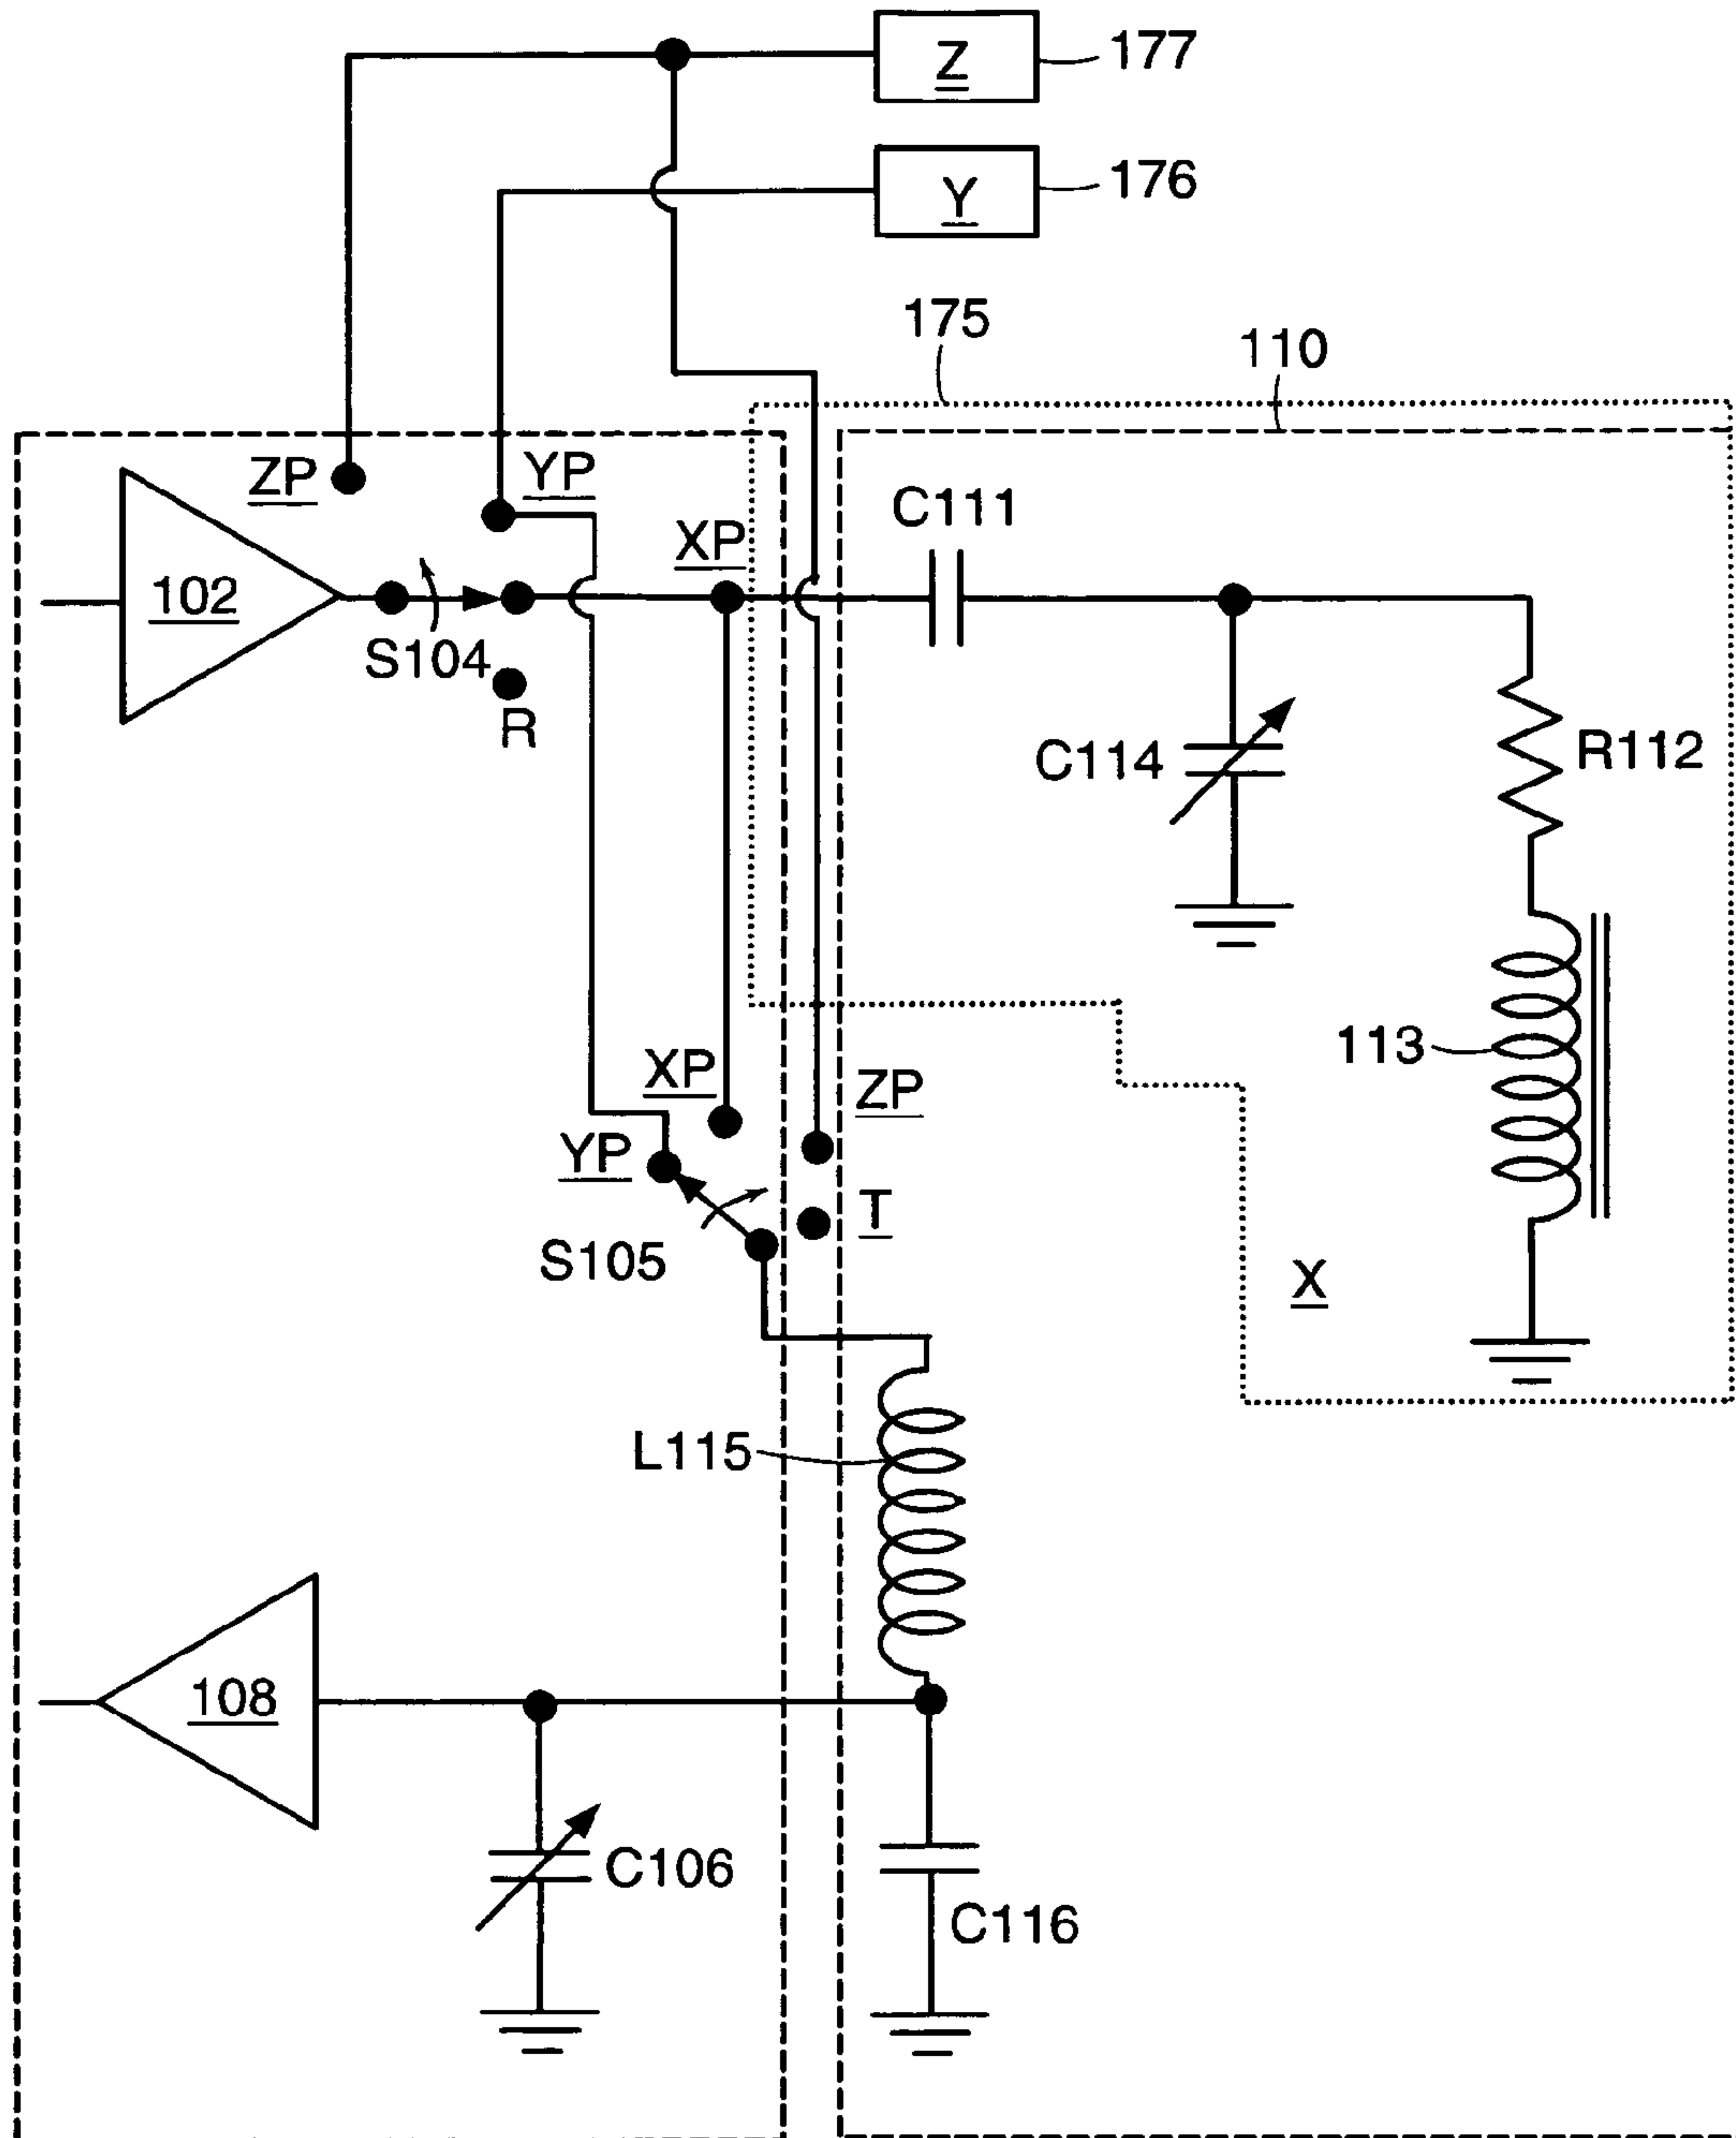 Z
177
Y
176
175
110
ZP
YP
XP
C111
102
S104
R
C114
R112
113
XP
ZP
YP
T
S105
X
L115
108
C106
C116